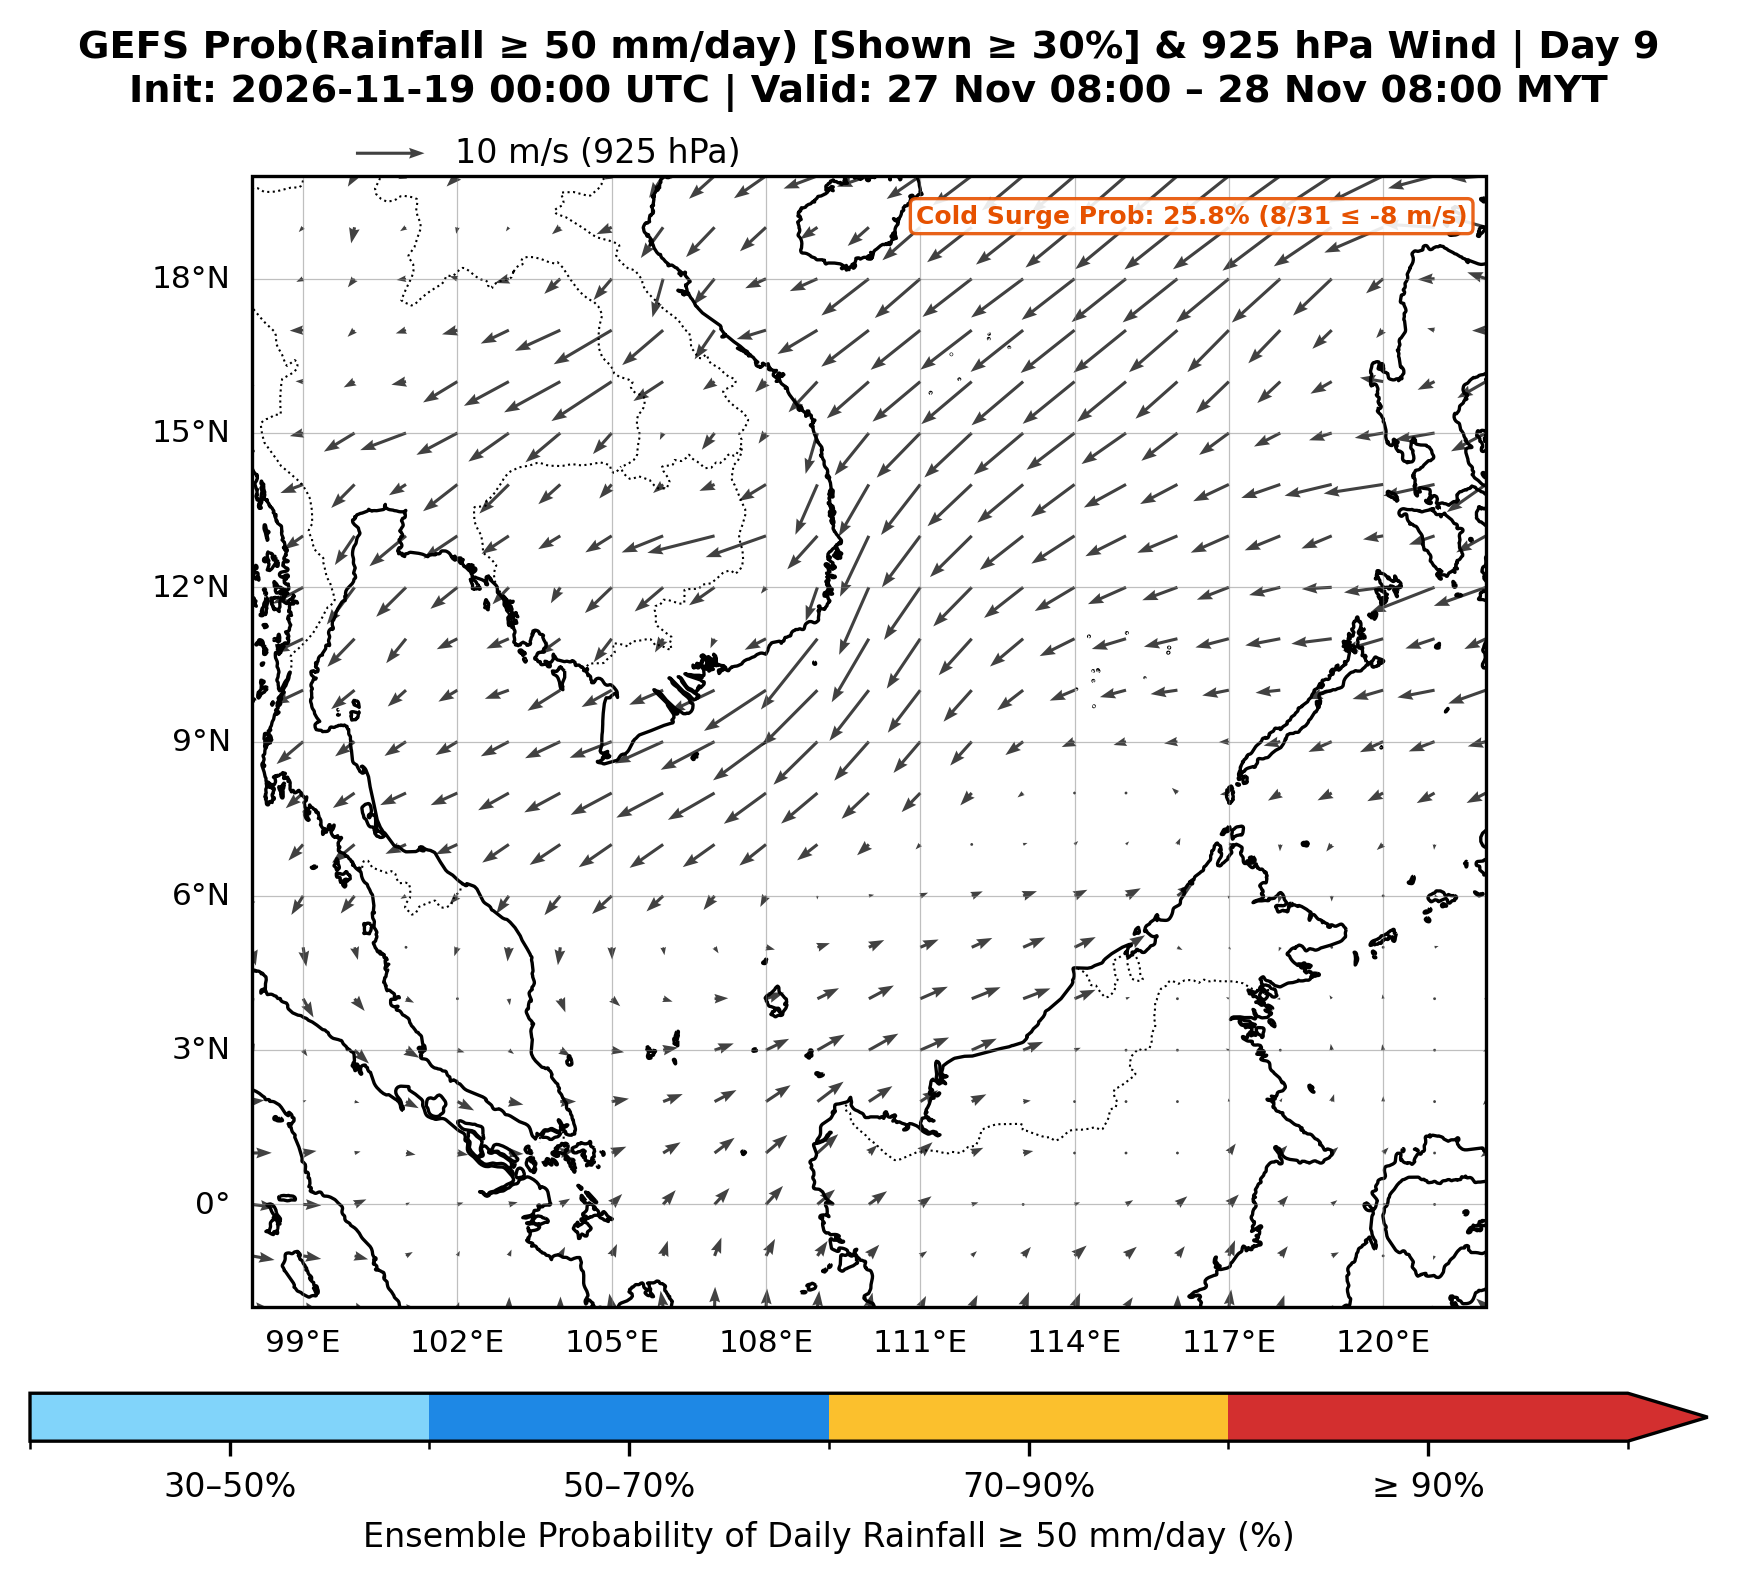 GEFS Prob(Rainfall ≥ 50 mm/day) [Shown ≥ 30%] & 925 hPa Wind | Day 9
Init: 2026-11-19 00:00 UTC | Valid: 27 Nov 08:00 – 28 Nov 08:00 MYT
10 m/s (925 hPa)
Cold Surge Prob: 25.8% (8/31 ≤ -8 m/s)
18°N
15°N
12°N
9°N
6°N
3°N
0°
99°E 102°E 105°E 108°E 111°E 114°E 117°E 120°E
30–50% 50–70% 70–90% ≥ 90%
Ensemble Probability of Daily Rainfall ≥ 50 mm/day (%)